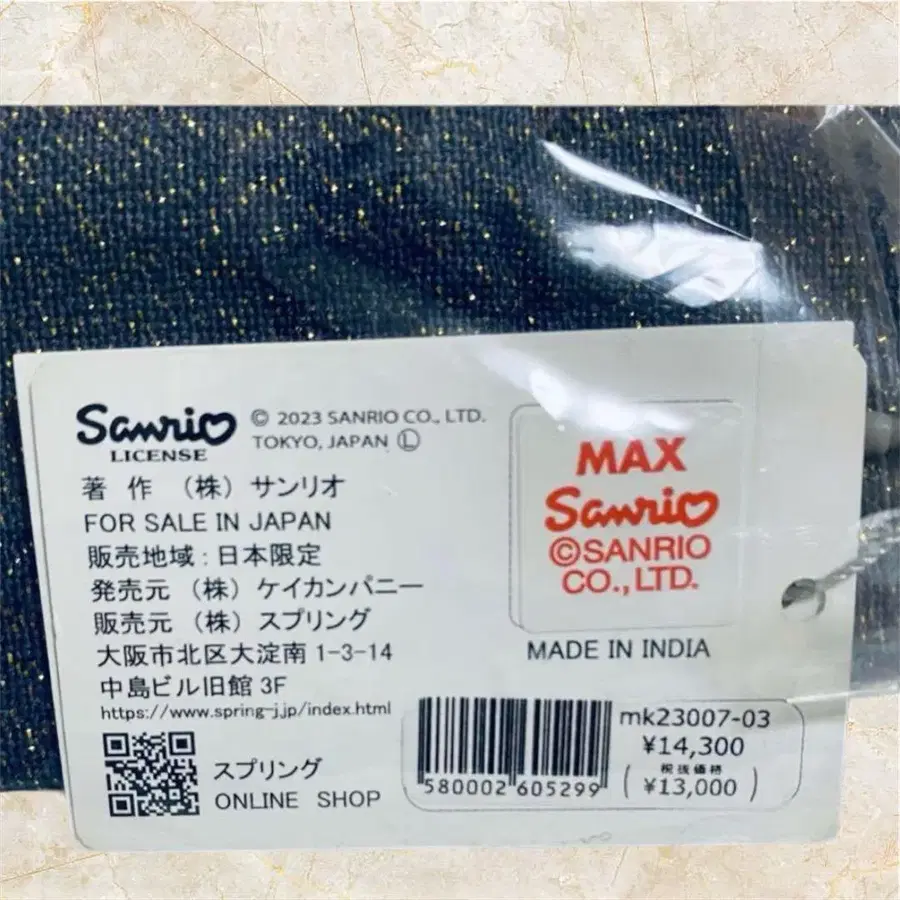 Sanrio
LICENSE
© 2023 SANRIO CO., LTD.
TOKYO, JAPAN Ⓛ
著作 (株) サンリオ
FOR SALE IN JAPAN
販売地域:日本限定
発売元 (株) ケイカンパニー
販売元 (株) スプリング
大阪市北区大淀南 1-3-14
中島ビル旧館 3F
https://www.spring-j.jp/index.html
スプリング
ONLINE SHOP
MAX
Sanrio
©SANRIO
CO.,LTD.
MADE IN INDIA
mk23007-03
¥14,300
税抜価格
(¥13,000)
580002 605299